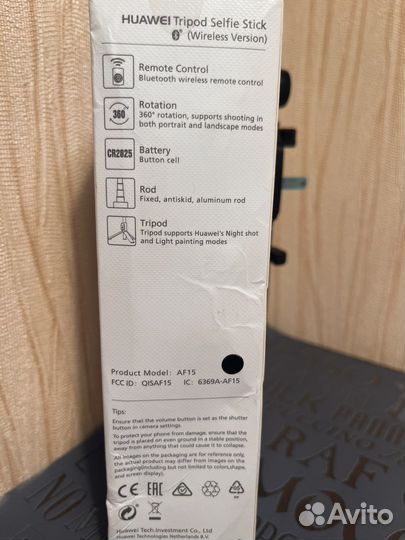 HUAWEI Tripod Selfie Stick
(Wireless Version)
Remote Control
Bluetooth wireless remote control
360
Rotation
360° rotation, supports shooting in
both portrait and landscape modes
CR2025
Battery
Button cell
Rod
Fixed, antiskid, aluminum rod
Tripod
Tripod supports Huawei's Night shot
and Light painting modes
Product Model: AF15
FCC ID: QISAF15 IC: 6369A-AF15
Tips:
Ensure that the volume button is set as the shutter
button in camera settings.
To protect your phone from damage, ensure that the
tripod is placed on even ground in a stable position,
away from anything that could cause it to collapse.
All images on the packaging are for reference only,
the actual product may differ from images on the
packaging(including but not limited to colors,shape,
and screen display).
CE EAC
Huawei Tech.Investment Co., Ltd
Huawei Technologies Netherlands B.V.
Avito